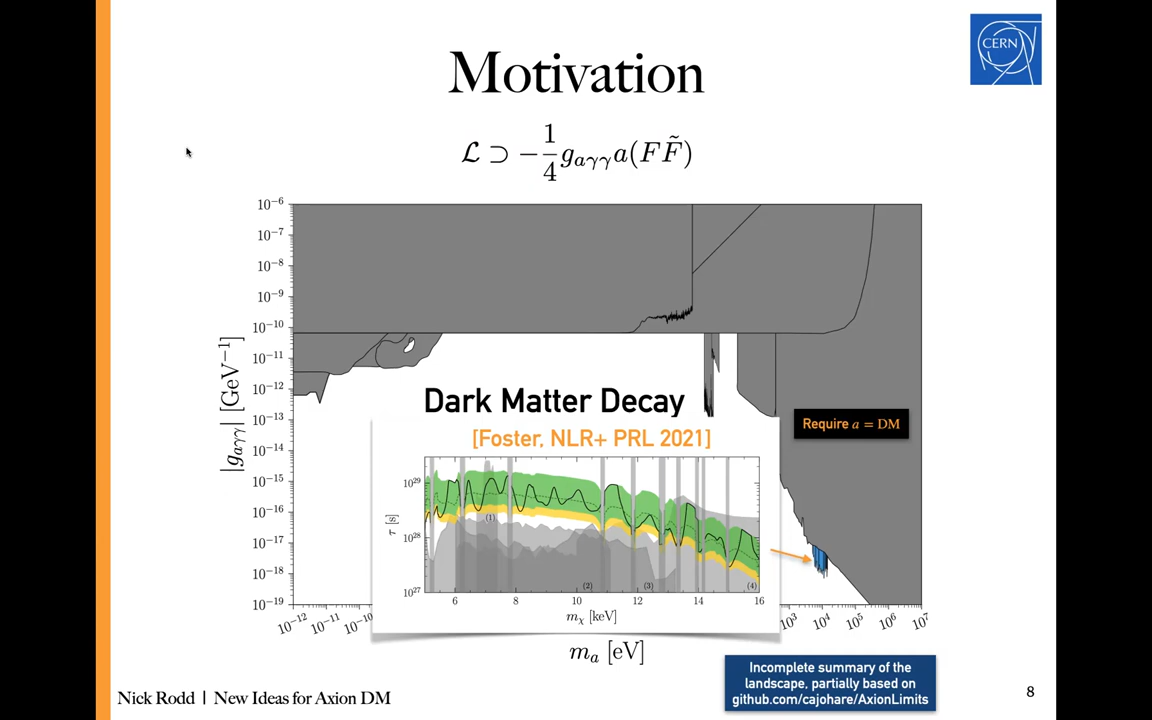 CERN
Motivation
ℒ ⊃ −1/4 g_{aγγ} a(FF̃)
10⁻⁶
10⁻⁷
10⁻⁸
10⁻⁹
10⁻¹⁰
10⁻¹¹
10⁻¹²
10⁻¹³
10⁻¹⁴
10⁻¹⁵
10⁻¹⁶
10⁻¹⁷
10⁻¹⁸
10⁻¹⁹
|g_{aγγ}| [GeV⁻¹]
Dark Matter Decay
[Foster, NLR+ PRL 2021]
Require a = DM
10²⁹
10²⁸
10²⁷
τ [s]
(1)
(2) (3) (4)
6 8 10 12 14 16
m_χ [keV]
10⁻¹² 10⁻¹¹ 10⁻¹⁰ 10³ 10⁴ 10⁵ 10⁶ 10⁷
m_a [eV]
Incomplete summary of the
landscape, partially based on
github.com/cajohare/AxionLimits
Nick Rodd | New Ideas for Axion DM
8